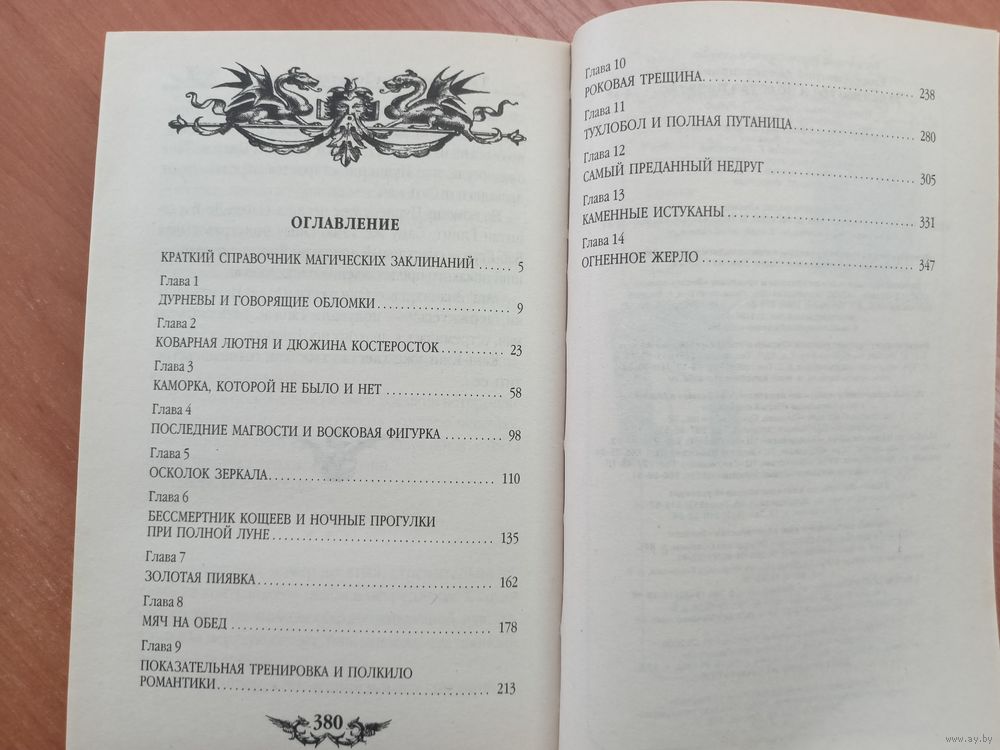 ОГЛАВЛЕНИЕ
КРАТКИЙ СПРАВОЧНИК МАГИЧЕСКИХ ЗАКЛИНАНИЙ ...... 5
Глава 1
ДУРНЕВЫ И ГОВОРЯЩИЕ ОБЛОМКИ .................... 9
Глава 2
КОВАРНАЯ ЛЮТНЯ И ДЮЖИНА КОСТЕРОСТОК ........... 23
Глава 3
КАМОРКА, КОТОРОЙ НЕ БЫЛО И НЕТ .................. 58
Глава 4
ПОСЛЕДНИЕ МАГВОСТИ И ВОСКОВАЯ ФИГУРКА ......... 98
Глава 5
ОСКОЛОК ЗЕРКАЛА ................................... 110
Глава 6
БЕССМЕРТНИК КОЩЕЕВ И НОЧНЫЕ ПРОГУЛКИ
ПРИ ПОЛНОЙ ЛУНЕ ................................... 135
Глава 7
ЗОЛОТАЯ ПИЯВКА ..................................... 162
Глава 8
МЯЧ НА ОБЕД ......................................... 178
Глава 9
ПОКАЗАТЕЛЬНАЯ ТРЕНИРОВКА И ПОЛКИЛО
РОМАНТИКИ .......................................... 213
380
Глава 10
РОКОВАЯ ТРЕЩИНА ................................... 238
Глава 11
ТУХЛОБОЛ И ПОЛНАЯ ПУТАНИЦА ..................... 280
Глава 12
САМЫЙ ПРЕДАННЫЙ НЕДРУГ ......................... 305
Глава 13
КАМЕННЫЕ ИСТУКАНЫ ............................... 331
Глава 14
ОГНЕННОЕ ЖЕРЛО ................................... 347
www.ay.by